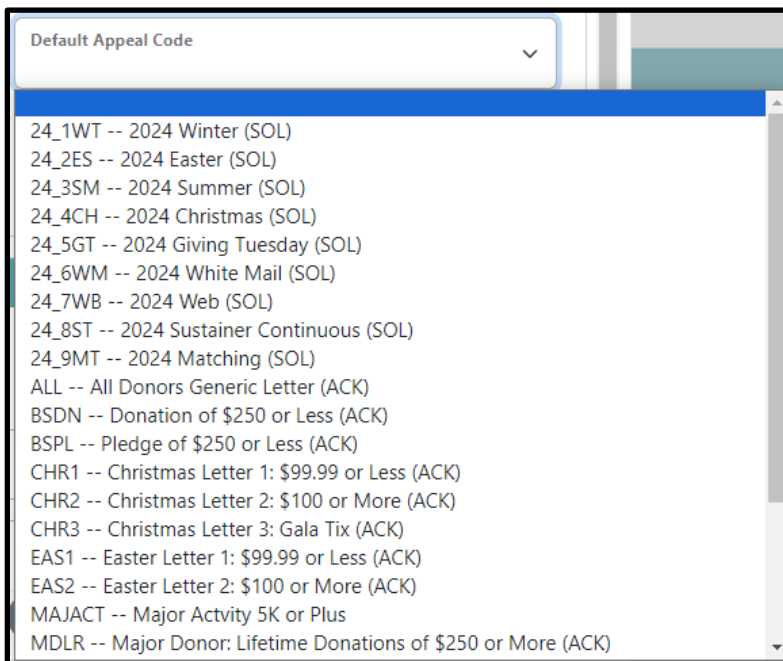 Default Appeal Code
24_1WT -- 2024 Winter (SOL)
24_2ES -- 2024 Easter (SOL)
24_3SM -- 2024 Summer (SOL)
24_4CH -- 2024 Christmas (SOL)
24_5GT -- 2024 Giving Tuesday (SOL)
24_6WM -- 2024 White Mail (SOL)
24_7WB -- 2024 Web (SOL)
24_8ST -- 2024 Sustainer Continuous (SOL)
24_9MT -- 2024 Matching (SOL)
ALL -- All Donors Generic Letter (ACK)
BSDN -- Donation of $250 or Less (ACK)
BSPL -- Pledge of $250 or Less (ACK)
CHR1 -- Christmas Letter 1: $99.99 or Less (ACK)
CHR2 -- Christmas Letter 2: $100 or More (ACK)
CHR3 -- Christmas Letter 3: Gala Tix (ACK)
EAS1 -- Easter Letter 1: $99.99 or Less (ACK)
EAS2 -- Easter Letter 2: $100 or More (ACK)
MAJACT -- Major Actvity 5K or Plus
MDLR -- Major Donor: Lifetime Donations of $250 or More (ACK)